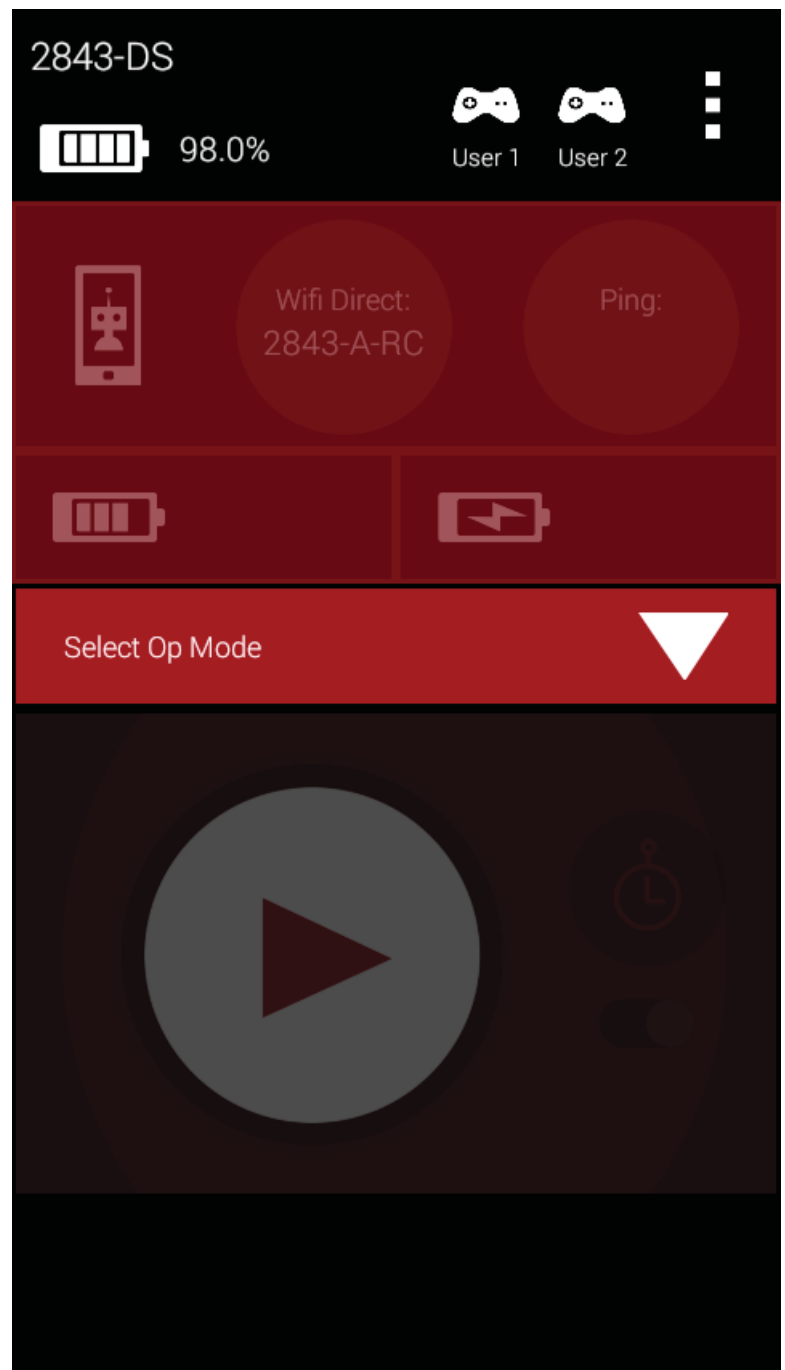 2843-DS
98.0%
User 1
User 2
Wifi Direct:
2843-A-RC
Ping:
Select Op Mode